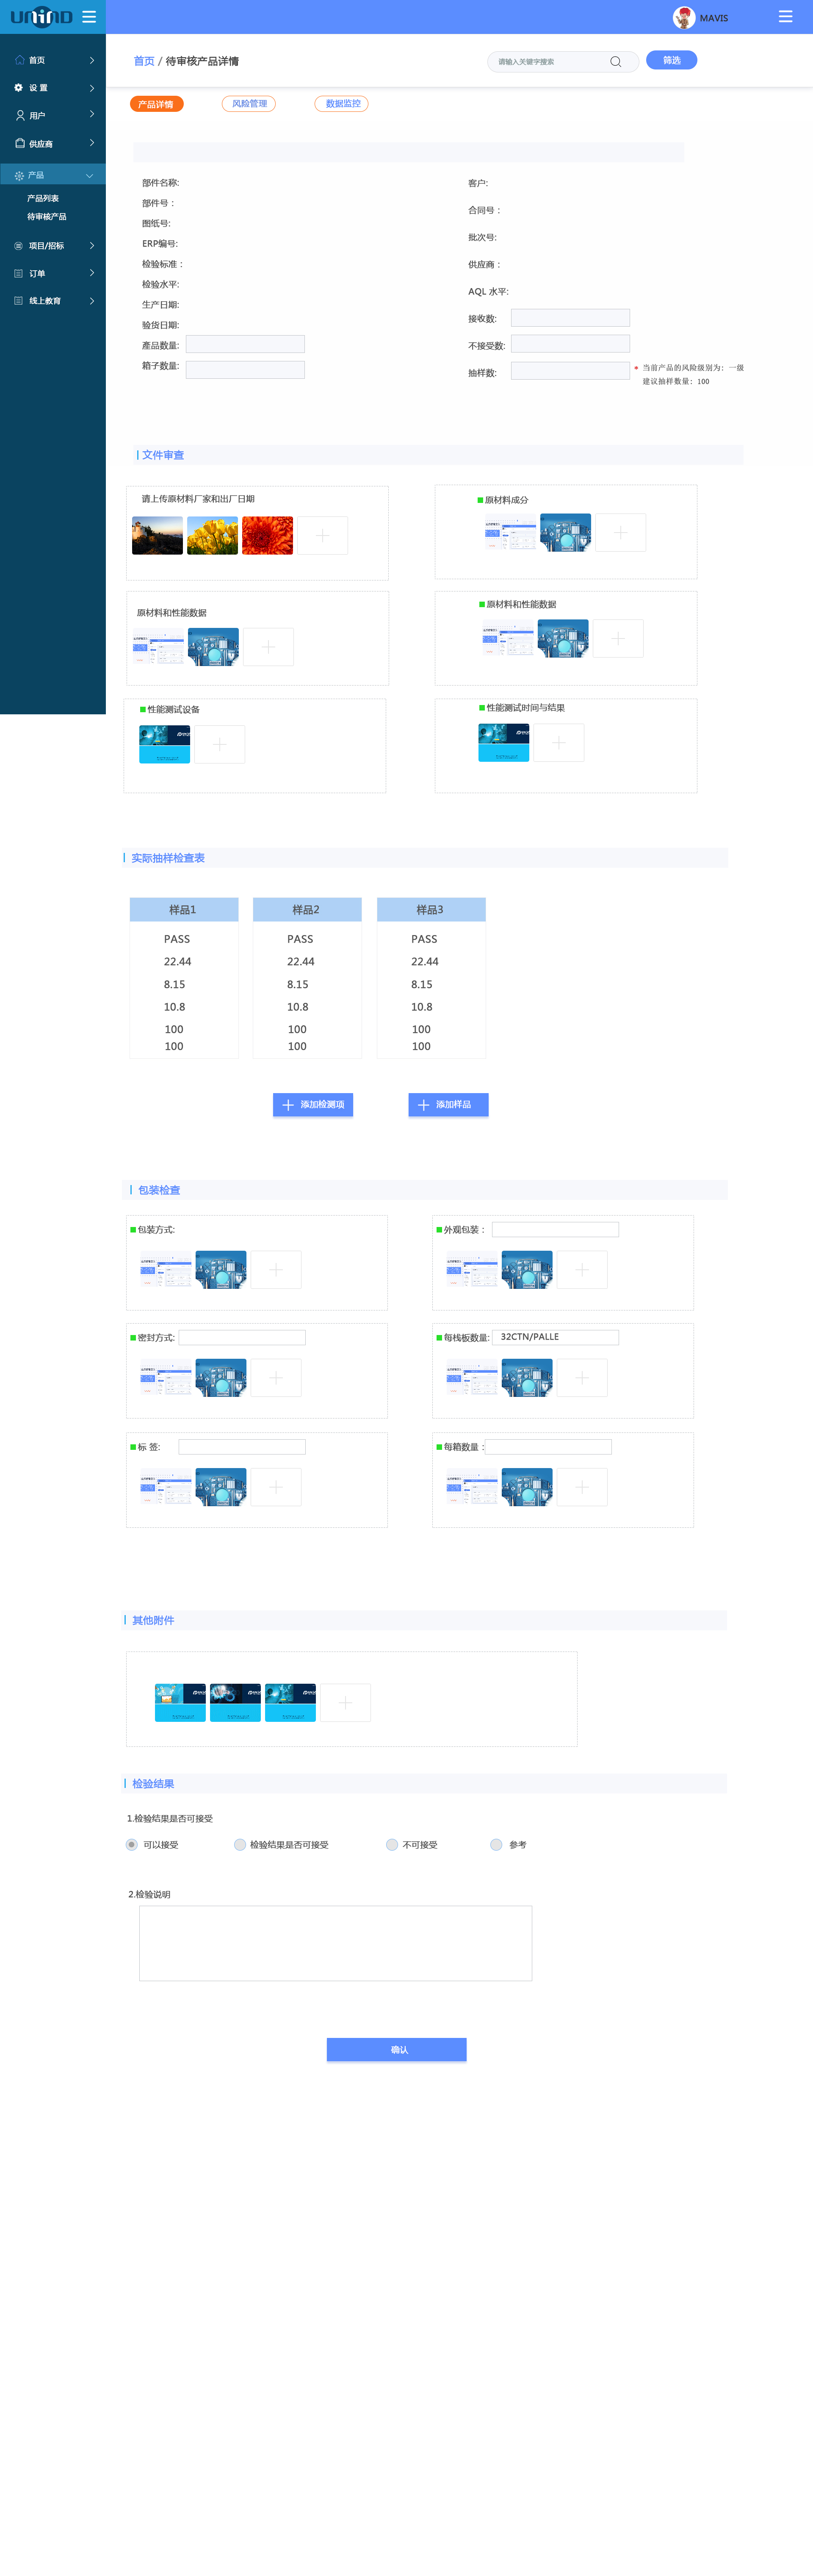 UNIIND
MAVIS
首页
设 置
用户
供应商
产品
产品列表
待审核产品
项目/招标
订单
线上教育
首页 / 待审核产品详情
请输入关键字搜索
筛选
产品详情
风险管理
数据监控
部件名称:
部件号：
图纸号:
ERP编号:
检验标准：
检验水平:
生产日期:
验货日期:
產品数量:
箱子数量:
客户:
合同号：
批次号:
供应商：
AQL 水平:
接收数:
不接受数:
抽样数:
* 当前产品的风险级别为：一级
建议抽样数量：100
文件审查
请上传原材料厂家和出厂日期
原材料成分
原材料和性能数据
原材料和性能数据
性能测试设备
性能测试时间与结果
实际抽样检查表
样品1 样品2 样品3
PASS PASS PASS
22.44 22.44 22.44
8.15 8.15 8.15
10.8 10.8 10.8
100 100 100
100 100 100
添加检测项
添加样品
包装检查
包装方式:
外观包装：
密封方式:
每栈板数量: 32CTN/PALLE
标 签:
每箱数量：
其他附件
检验结果
1.检验结果是否可接受
可以接受
检验结果是否可接受
不可接受
参考
2.检验说明
确认